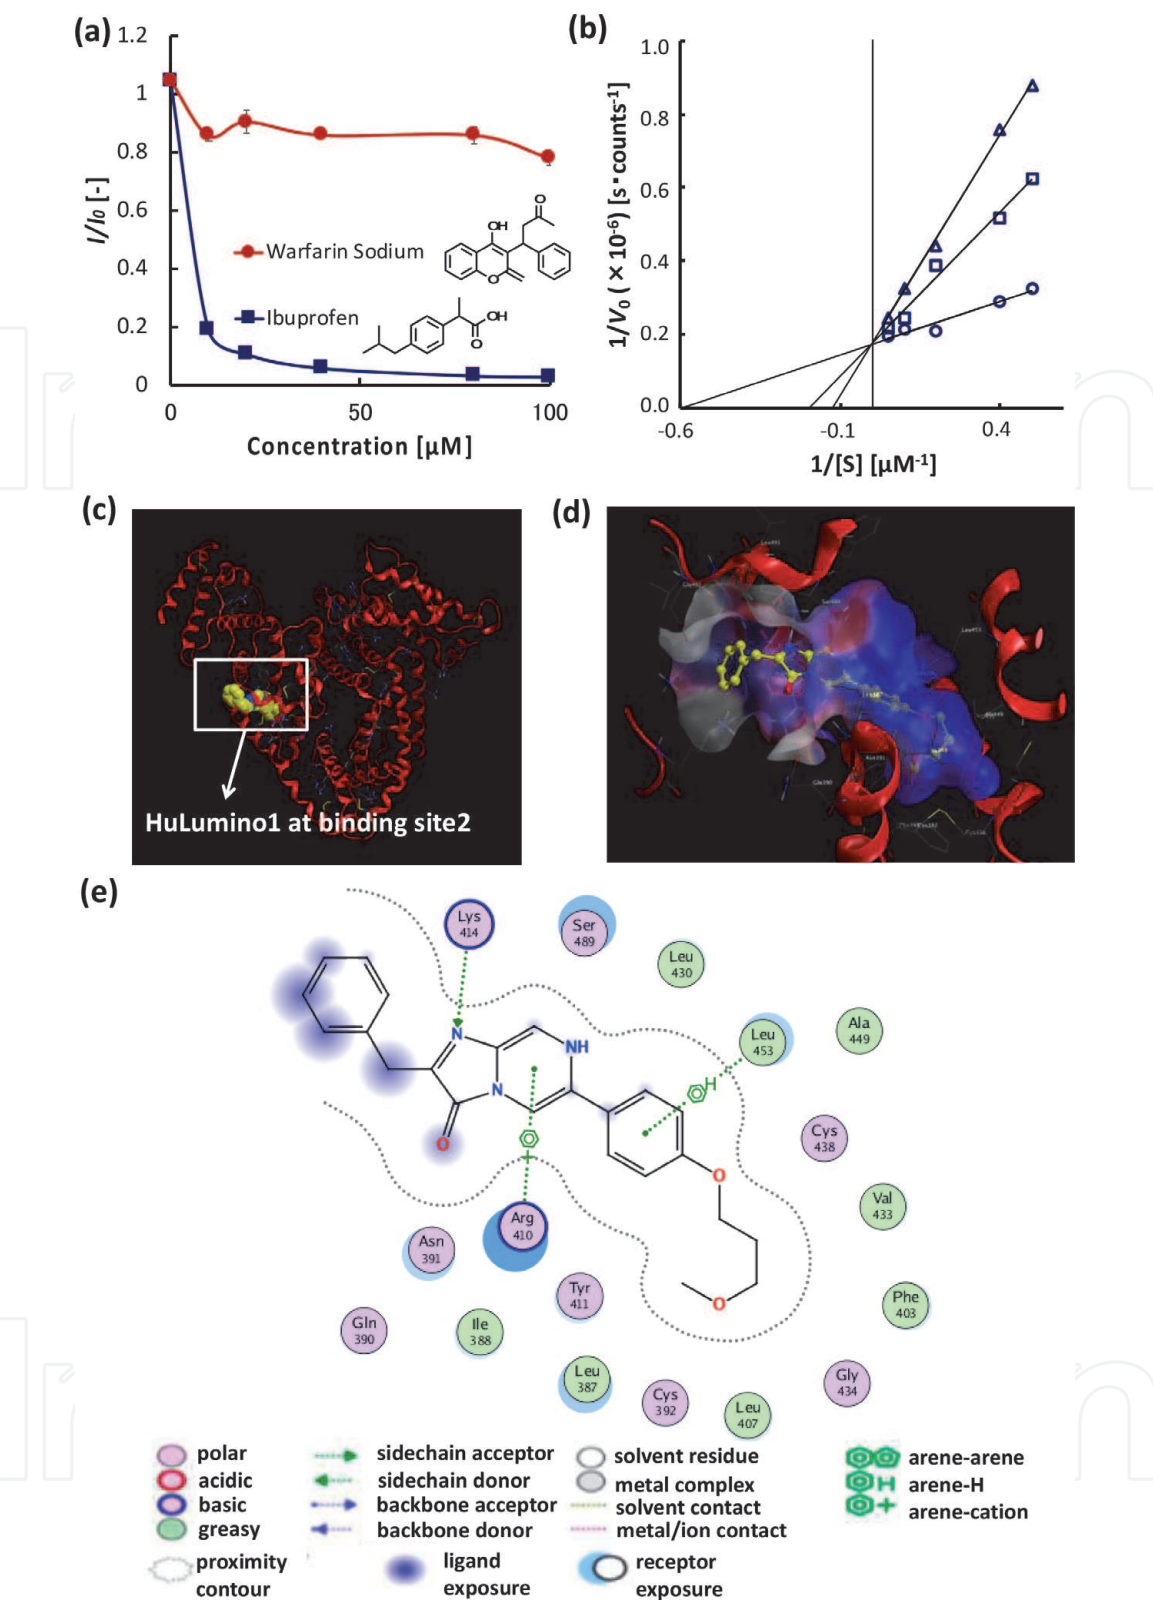 (a)
1.2
1
0.8
0.6
0.4
0.2
0
I/I0 [-]
Warfarin Sodium
Ibuprofen
O
OH
O
OH
O
0
50
100
Concentration [µM]
(b)
1.0
0.8
0.6
0.4
0.2
0.0
1/V0 (×10-6) [s・counts-1]
-0.6
-0.1
0.4
1/[S] [µM-1]
(c)
HuLumino1 at binding site2
(d)
(e)
Lys
414
Ser
489
Leu
430
Leu
453
Ala
449
Cys
438
Val
433
Phe
403
Gly
434
Leu
407
Cys
392
Leu
387
Tyr
411
Ile
388
Gln
390
Asn
391
Arg
410
N
NH
N
O
H
O
O
polar
acidic
basic
greasy
proximity
contour
sidechain acceptor
sidechain donor
backbone acceptor
backbone donor
ligand
exposure
solvent residue
metal complex
solvent contact
metal/ion contact
receptor
exposure
arene-arene
arene-H
arene-cation
H